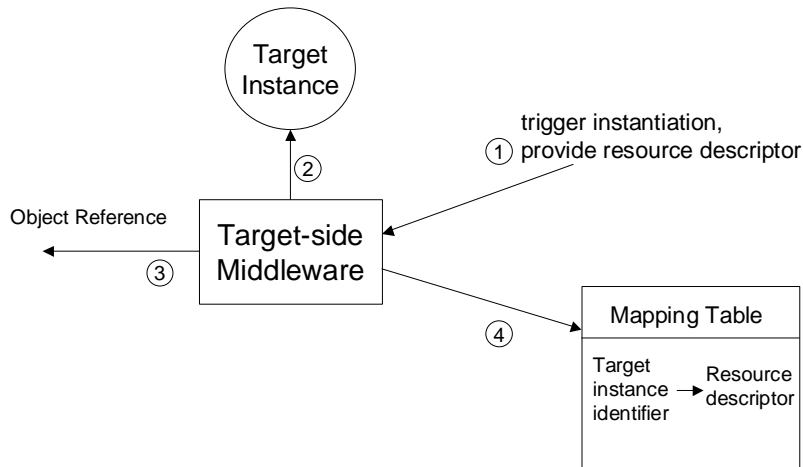 Target
Instance
trigger instantiation,
① provide resource descriptor
②
Object Reference
Target-side
Middleware
③
④
Mapping Table
Target
instance
identifier
Resource
descriptor